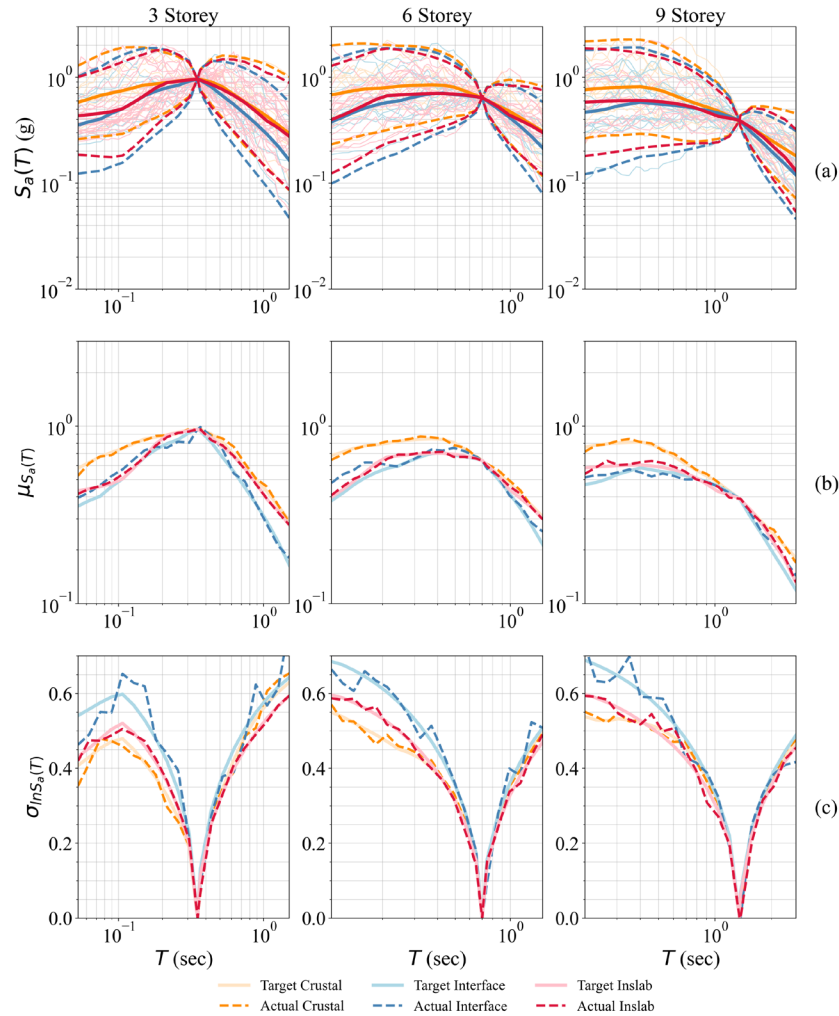 3 Storey 6 Storey 9 Storey
10⁰
10⁻¹
10⁻²
Sₐ(T) (g)
10⁻¹ 10⁰ 10⁰ 10⁰
(a)
10⁰
10⁻¹
μSₐ(T)
10⁻¹ 10⁰ 10⁰ 10⁰
(b)
0.6
0.4
0.2
0.0
σlnSₐ(T)
10⁻¹ 10⁰ 10⁰ 10⁰
(c)
T (sec) T (sec) T (sec)
Target Crustal Target Interface Target Inslab
Actual Crustal Actual Interface Actual Inslab